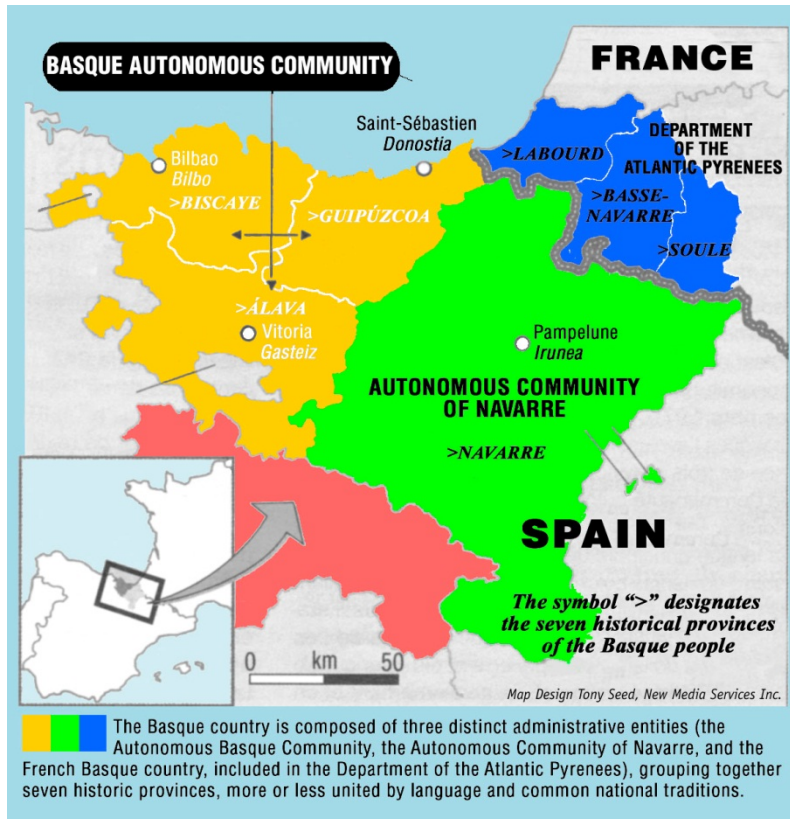 FRANCE
BASQUE AUTONOMOUS COMMUNITY
Saint-Sébastien
Donostia
>LABOURD
DEPARTMENT
OF THE
ATLANTIC PYRENEES
Bilbao
Bilbo
>BISCAYE
>GUIPÚZCOA
>BASSE-
NAVARRE
>SOULE
>ÁLAVA
Vitoria
Gasteiz
Pampelune
Irunea
AUTONOMOUS COMMUNITY
OF NAVARRE
>NAVARRE
SPAIN
The symbol “>” designates
the seven historical provinces
of the Basque people
0 km 50
Map Design Tony Seed, New Media Services Inc.
The Basque country is composed of three distinct administrative entities (the
Autonomous Basque Community, the Autonomous Community of Navarre, and the
French Basque country, included in the Department of the Atlantic Pyrenees), grouping together
seven historic provinces, more or less united by language and common national traditions.